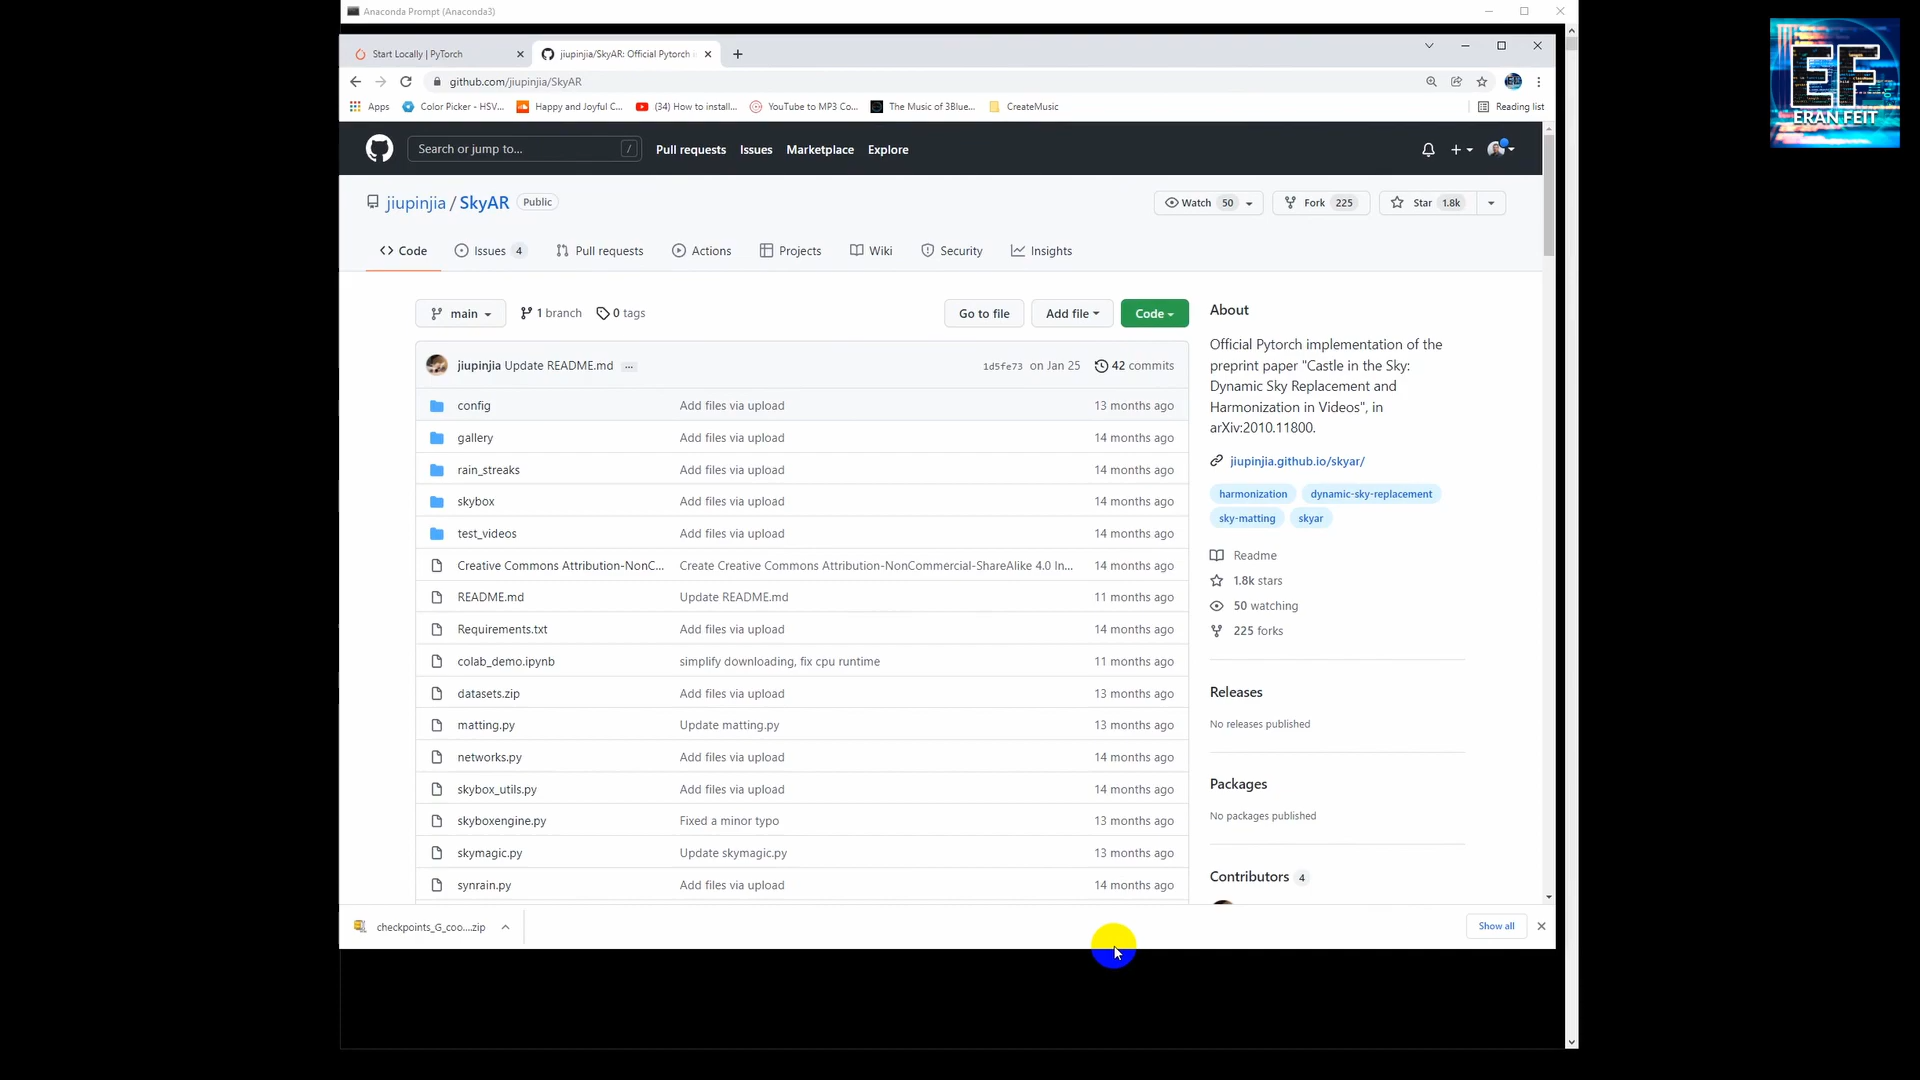 Anaconda Prompt (Anaconda3)
EF
ERAN FEIT
Start Locally | PyTorch
jiupinjia/SkyAR: Official Pytorch i
github.com/jiupinjia/SkyAR
Apps
Color Picker - HSV...
Happy and Joyful C...
(34) How to install...
YouTube to MP3 Co...
The Music of 3Blue...
CreateMusic
Reading list
Search or jump to...
/
Pull requests
Issues
Marketplace
Explore
jiupinjia / SkyAR
Public
Watch 50
Fork 225
Star 1.8k
Code
Issues 4
Pull requests
Actions
Projects
Wiki
Security
Insights
main
1 branch
0 tags
Go to file
Add file
Code
jiupinjia Update README.md ...
1d5fe73 on Jan 25
42 commits
config Add files via upload 13 months ago
gallery Add files via upload 14 months ago
rain_streaks Add files via upload 14 months ago
skybox Add files via upload 14 months ago
test_videos Add files via upload 14 months ago
Creative Commons Attribution-NonC... Create Creative Commons Attribution-NonCommercial-ShareAlike 4.0 In... 14 months ago
README.md Update README.md 11 months ago
Requirements.txt Add files via upload 14 months ago
colab_demo.ipynb simplify downloading, fix cpu runtime 11 months ago
datasets.zip Add files via upload 13 months ago
matting.py Update matting.py 13 months ago
networks.py Add files via upload 14 months ago
skybox_utils.py Add files via upload 14 months ago
skyboxengine.py Fixed a minor typo 13 months ago
skymagic.py Update skymagic.py 13 months ago
synrain.py Add files via upload 14 months ago
About
Official Pytorch implementation of the
preprint paper "Castle in the Sky:
Dynamic Sky Replacement and
Harmonization in Videos", in
arXiv:2010.11800.
jiupinjia.github.io/skyar/
harmonization
dynamic-sky-replacement
sky-matting
skyar
Readme
1.8k stars
50 watching
225 forks
Releases
No releases published
Packages
No packages published
Contributors 4
checkpoints_G_coo....zip
Show all